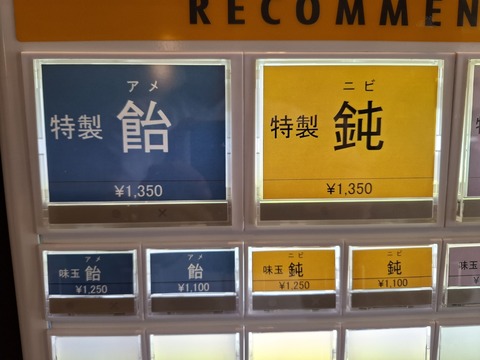 RECOMMEN
アメ
特製 飴
¥1,350
ニビ
特製 鈍
¥1,350
アメ
味玉 飴
¥1,250
アメ
飴
¥1,100
ニビ
味玉 鈍
¥1,250
ニビ
鈍
¥1,100
味玉